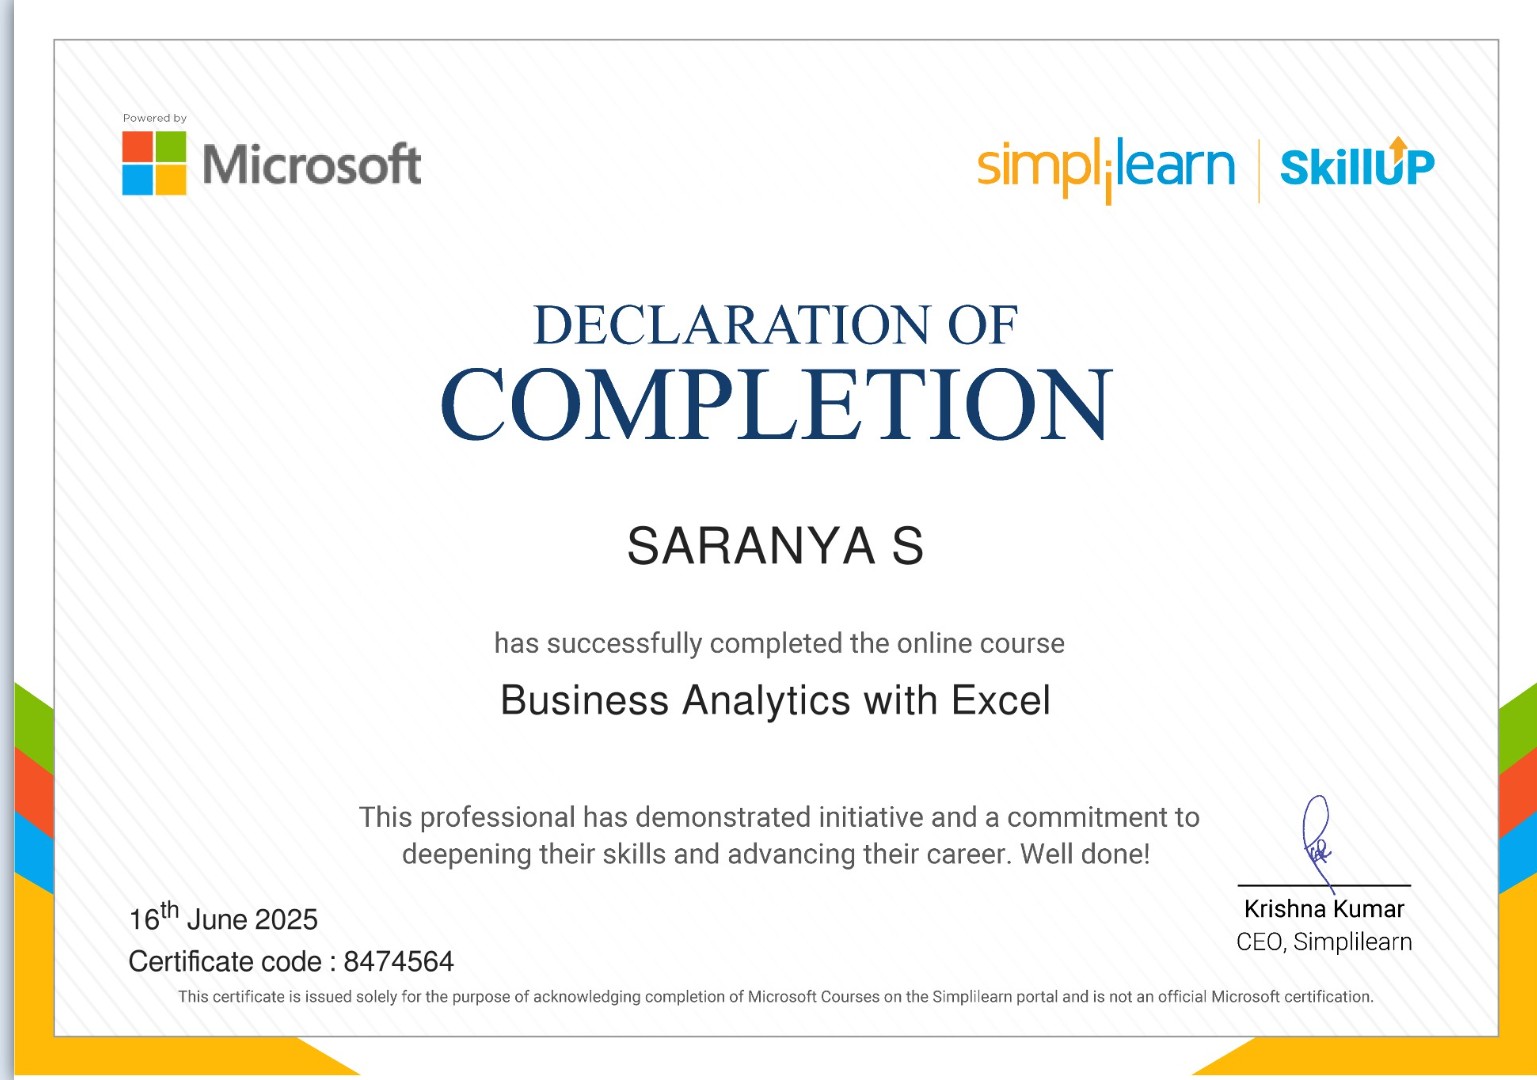 Powered by
Microsoft
simplilearn | SkillUP
DECLARATION OF
COMPLETION
SARANYA S
has successfully completed the online course
Business Analytics with Excel
This professional has demonstrated initiative and a commitment to
deepening their skills and advancing their career. Well done!
16th June 2025
Certificate code : 8474564
Krishna Kumar
CEO, Simplilearn
This certificate is issued solely for the purpose of acknowledging completion of Microsoft Courses on the Simplilearn portal and is not an official Microsoft certification.